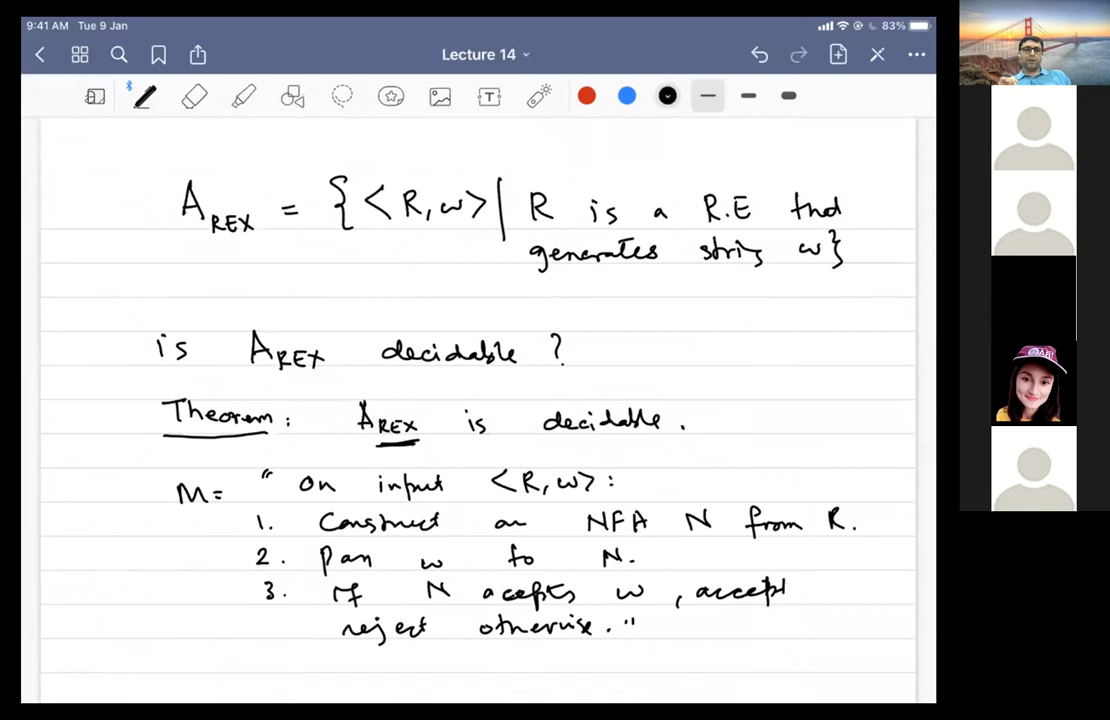 9:41 AM Tue 9 Jan
83%
Lecture 14
A_REX = { <R, w> | R is a R.E that
generates string w }
is A_REX decidable ?
Theorem : A_REX is decidable .
M = " On input <R, w> :
1. Construct an NFA N from R.
2. Pass w to N.
3. If N accepts w , accept
reject otherwise. "